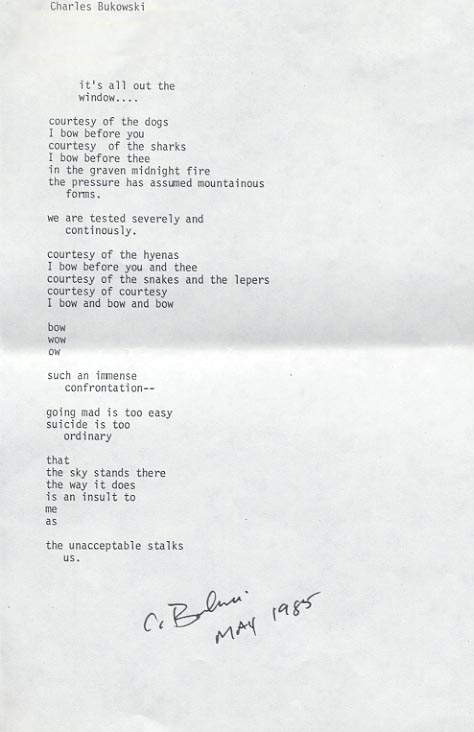 Charles Bukowski
it's all out the
window....
courtesy of the dogs
I bow before you
courtesy of the sharks
I bow before thee
in the graven midnight fire
the pressure has assumed mountainous
forms.
we are tested severely and
continously.
courtesy of the hyenas
I bow before you and thee
courtesy of the snakes and the lepers
courtesy of courtesy
I bow and bow and bow
bow
wow
ow
such an immense
confrontation--
going mad is too easy
suicide is too
ordinary
that
the sky stands there
the way it does
is an insult to
me
as
the unacceptable stalks
us.
C.
MAY 1985